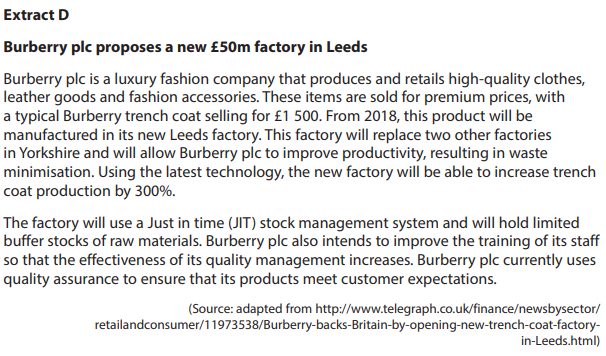 Extract D
Burberry plc proposes a new £50m factory in Leeds
Burberry plc is a luxury fashion company that produces and retails high-quality clothes,
leather goods and fashion accessories. These items are sold for premium prices, with
a typical Burberry trench coat selling for £1 500. From 2018, this product will be
manufactured in its new Leeds factory. This factory will replace two other factories
in Yorkshire and will allow Burberry plc to improve productivity, resulting in waste
minimisation. Using the latest technology, the new factory will be able to increase trench
coat production by 300%.
The factory will use a Just in time (JIT) stock management system and will hold limited
buffer stocks of raw materials. Burberry plc also intends to improve the training of its staff
so that the effectiveness of its quality management increases. Burberry plc currently uses
quality assurance to ensure that its products meet customer expectations.
(Source: adapted from http://www.telegraph.co.uk/finance/newsbysector/
retailandconsumer/11973538/Burberry-backs-Britain-by-opening-new-trench-coat-factory-
in-Leeds.html)